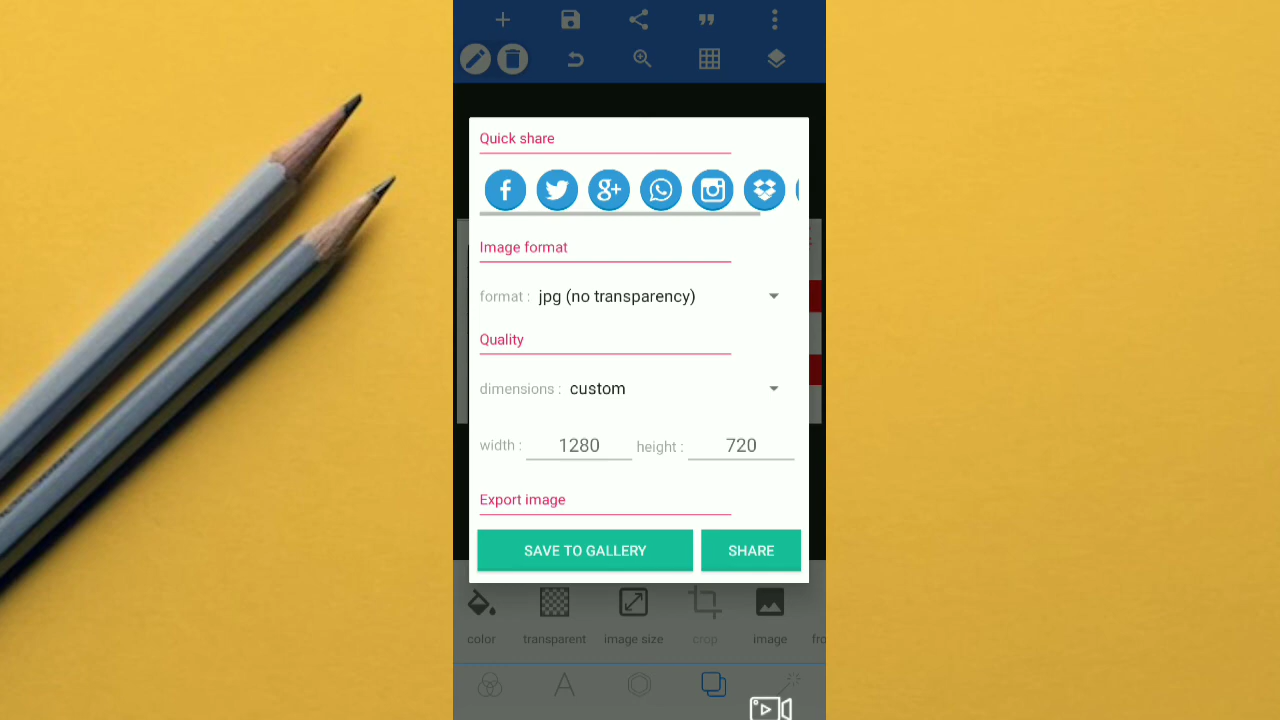 Quick share
Image format
format : jpg (no transparency)
Quality
dimensions : custom
width : 1280 height : 720
Export image
SAVE TO GALLERY SHARE
color transparent image size crop image fro